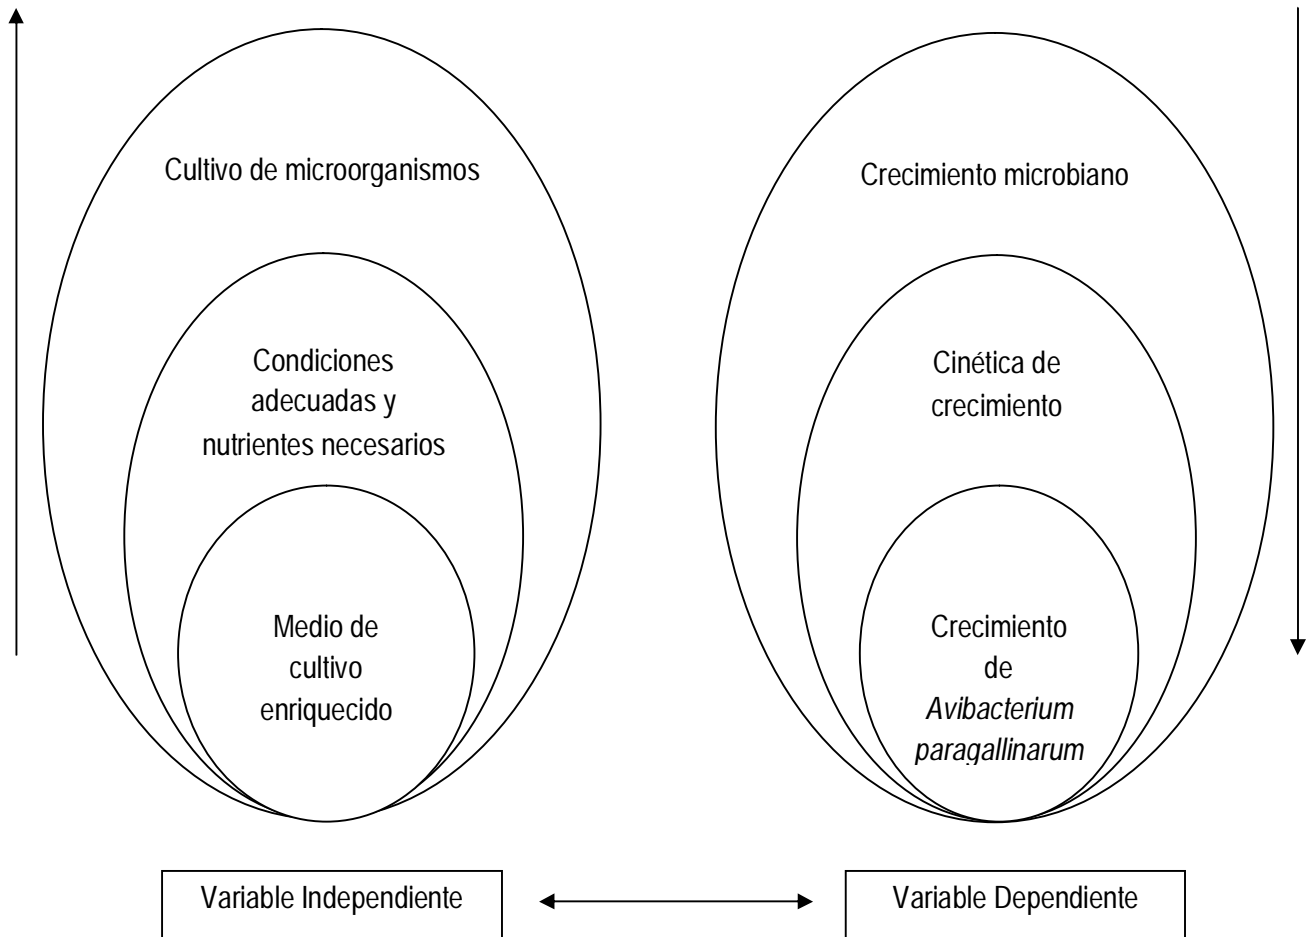 Cultivo de microorganismos
Condiciones
adecuadas y
nutrientes necesarios
Medio de
cultivo
enriquecido
Crecimiento microbiano
Cinética de
crecimiento
Crecimiento
de
Avibacterium
paragallinarum
Variable Independiente
Variable Dependiente